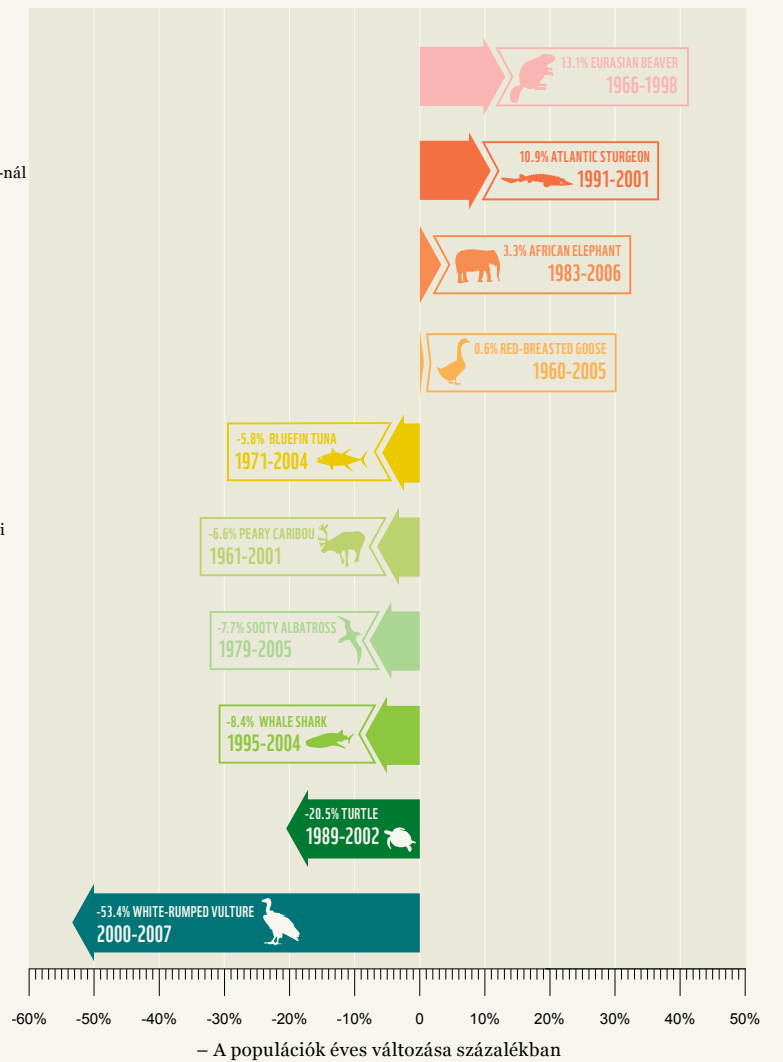 13.1% EURASIAN BEAVER
1966-1998
-nál
10.9% ATLANTIC STURGEON
1991-2001
3.3% AFRICAN ELEPHANT
1983-2006
0.6% RED-BREASTED GOOSE
1960-2005
-5.8% BLUEFIN TUNA
1971-2004
i
-6.6% PEARY CARIBOU
1961-2001
-7.7% SOOTY ALBATROSS
1979-2005
-8.4% WHALE SHARK
1995-2004
-20.5% TURTLE
1989-2002
-53.4% WHITE-RUMPED VULTURE
2000-2007
-60% -50% -40% -30% -20% -10% 0 10% 20% 30% 40% 50%
– A populációk éves változása százalékban